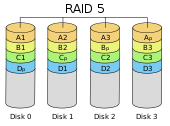 RAID 5
A1 A2 A3 Ap
B1 B2 Bp B3
C1 Cp C2 C3
Dp D1 D2 D3
Disk 0 Disk 1 Disk 2 Disk 3